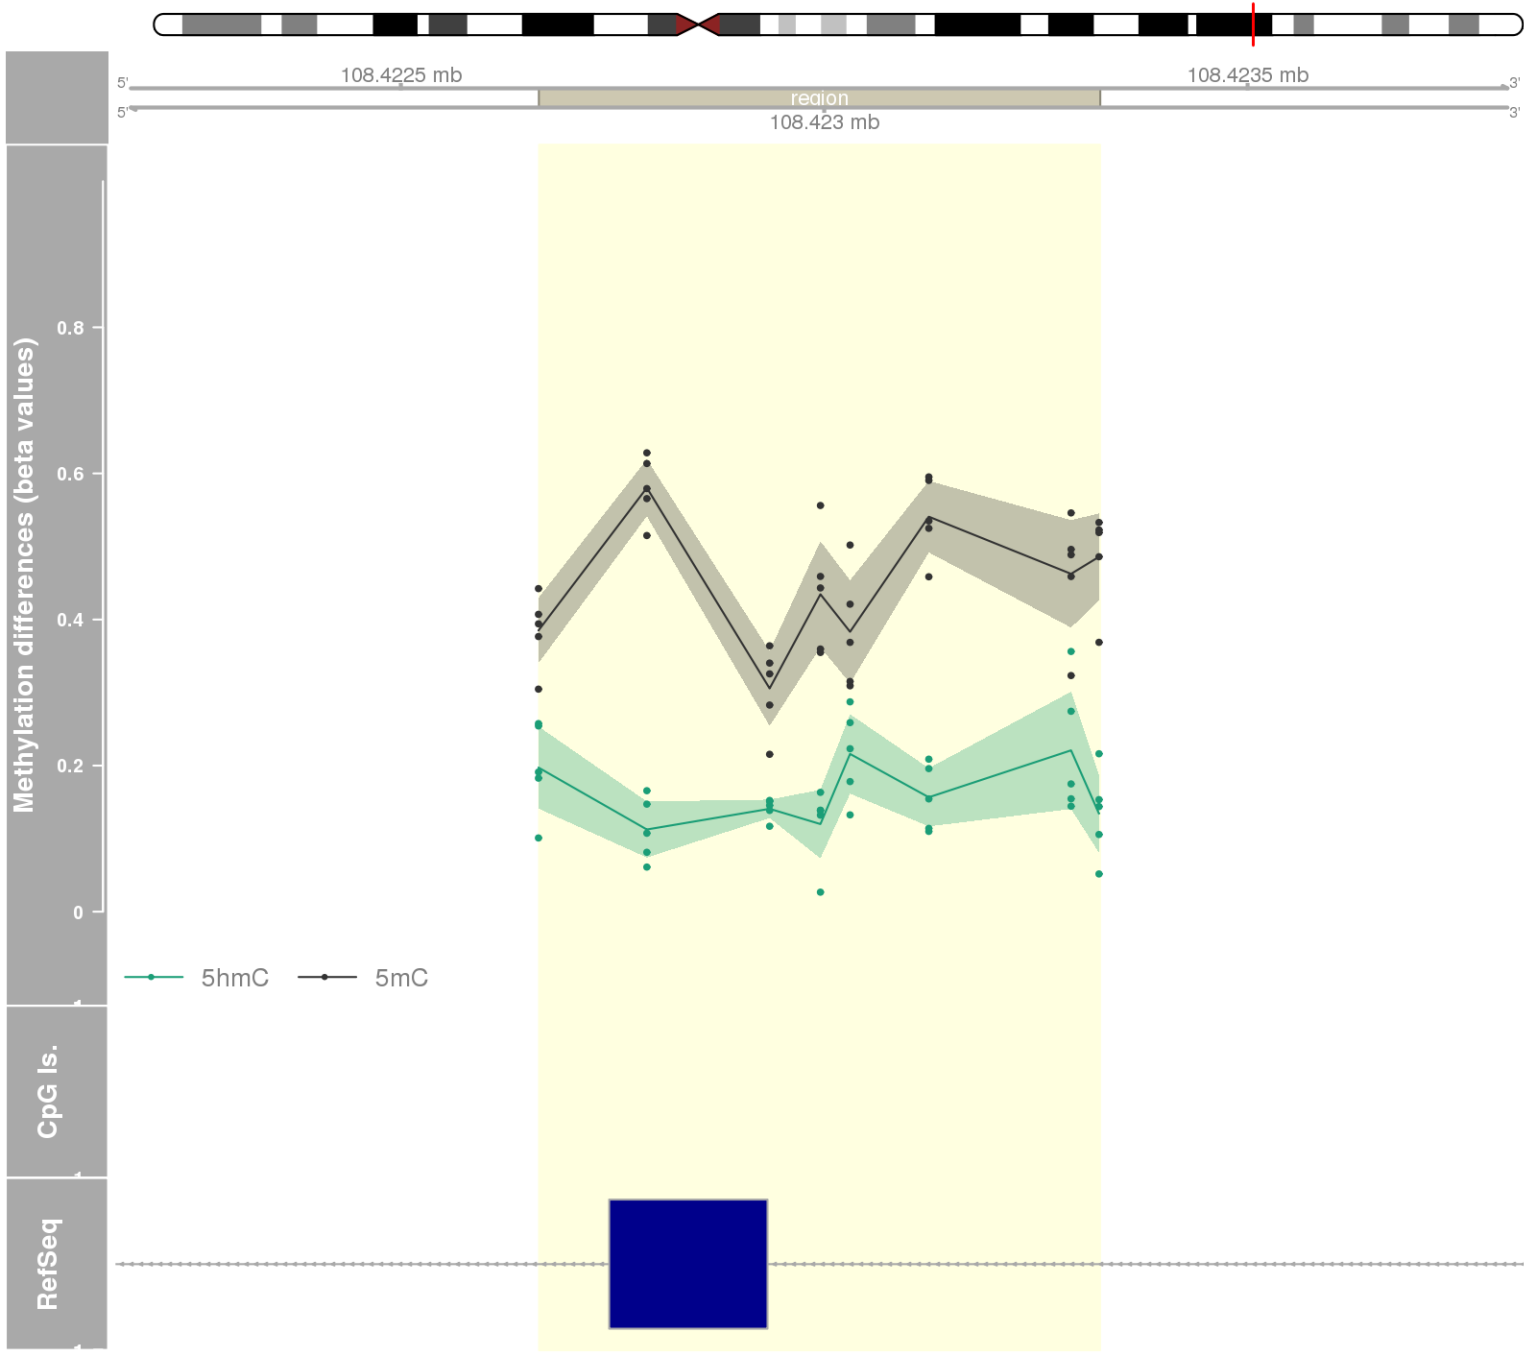 108.4225 mb
108.4235 mb
5'
3'
region
5'
3'
108.423 mb
Methylation differences (beta values)
0.8
0.6
0.4
0.2
0
5hmC
5mC
CpG Is.
RefSeq